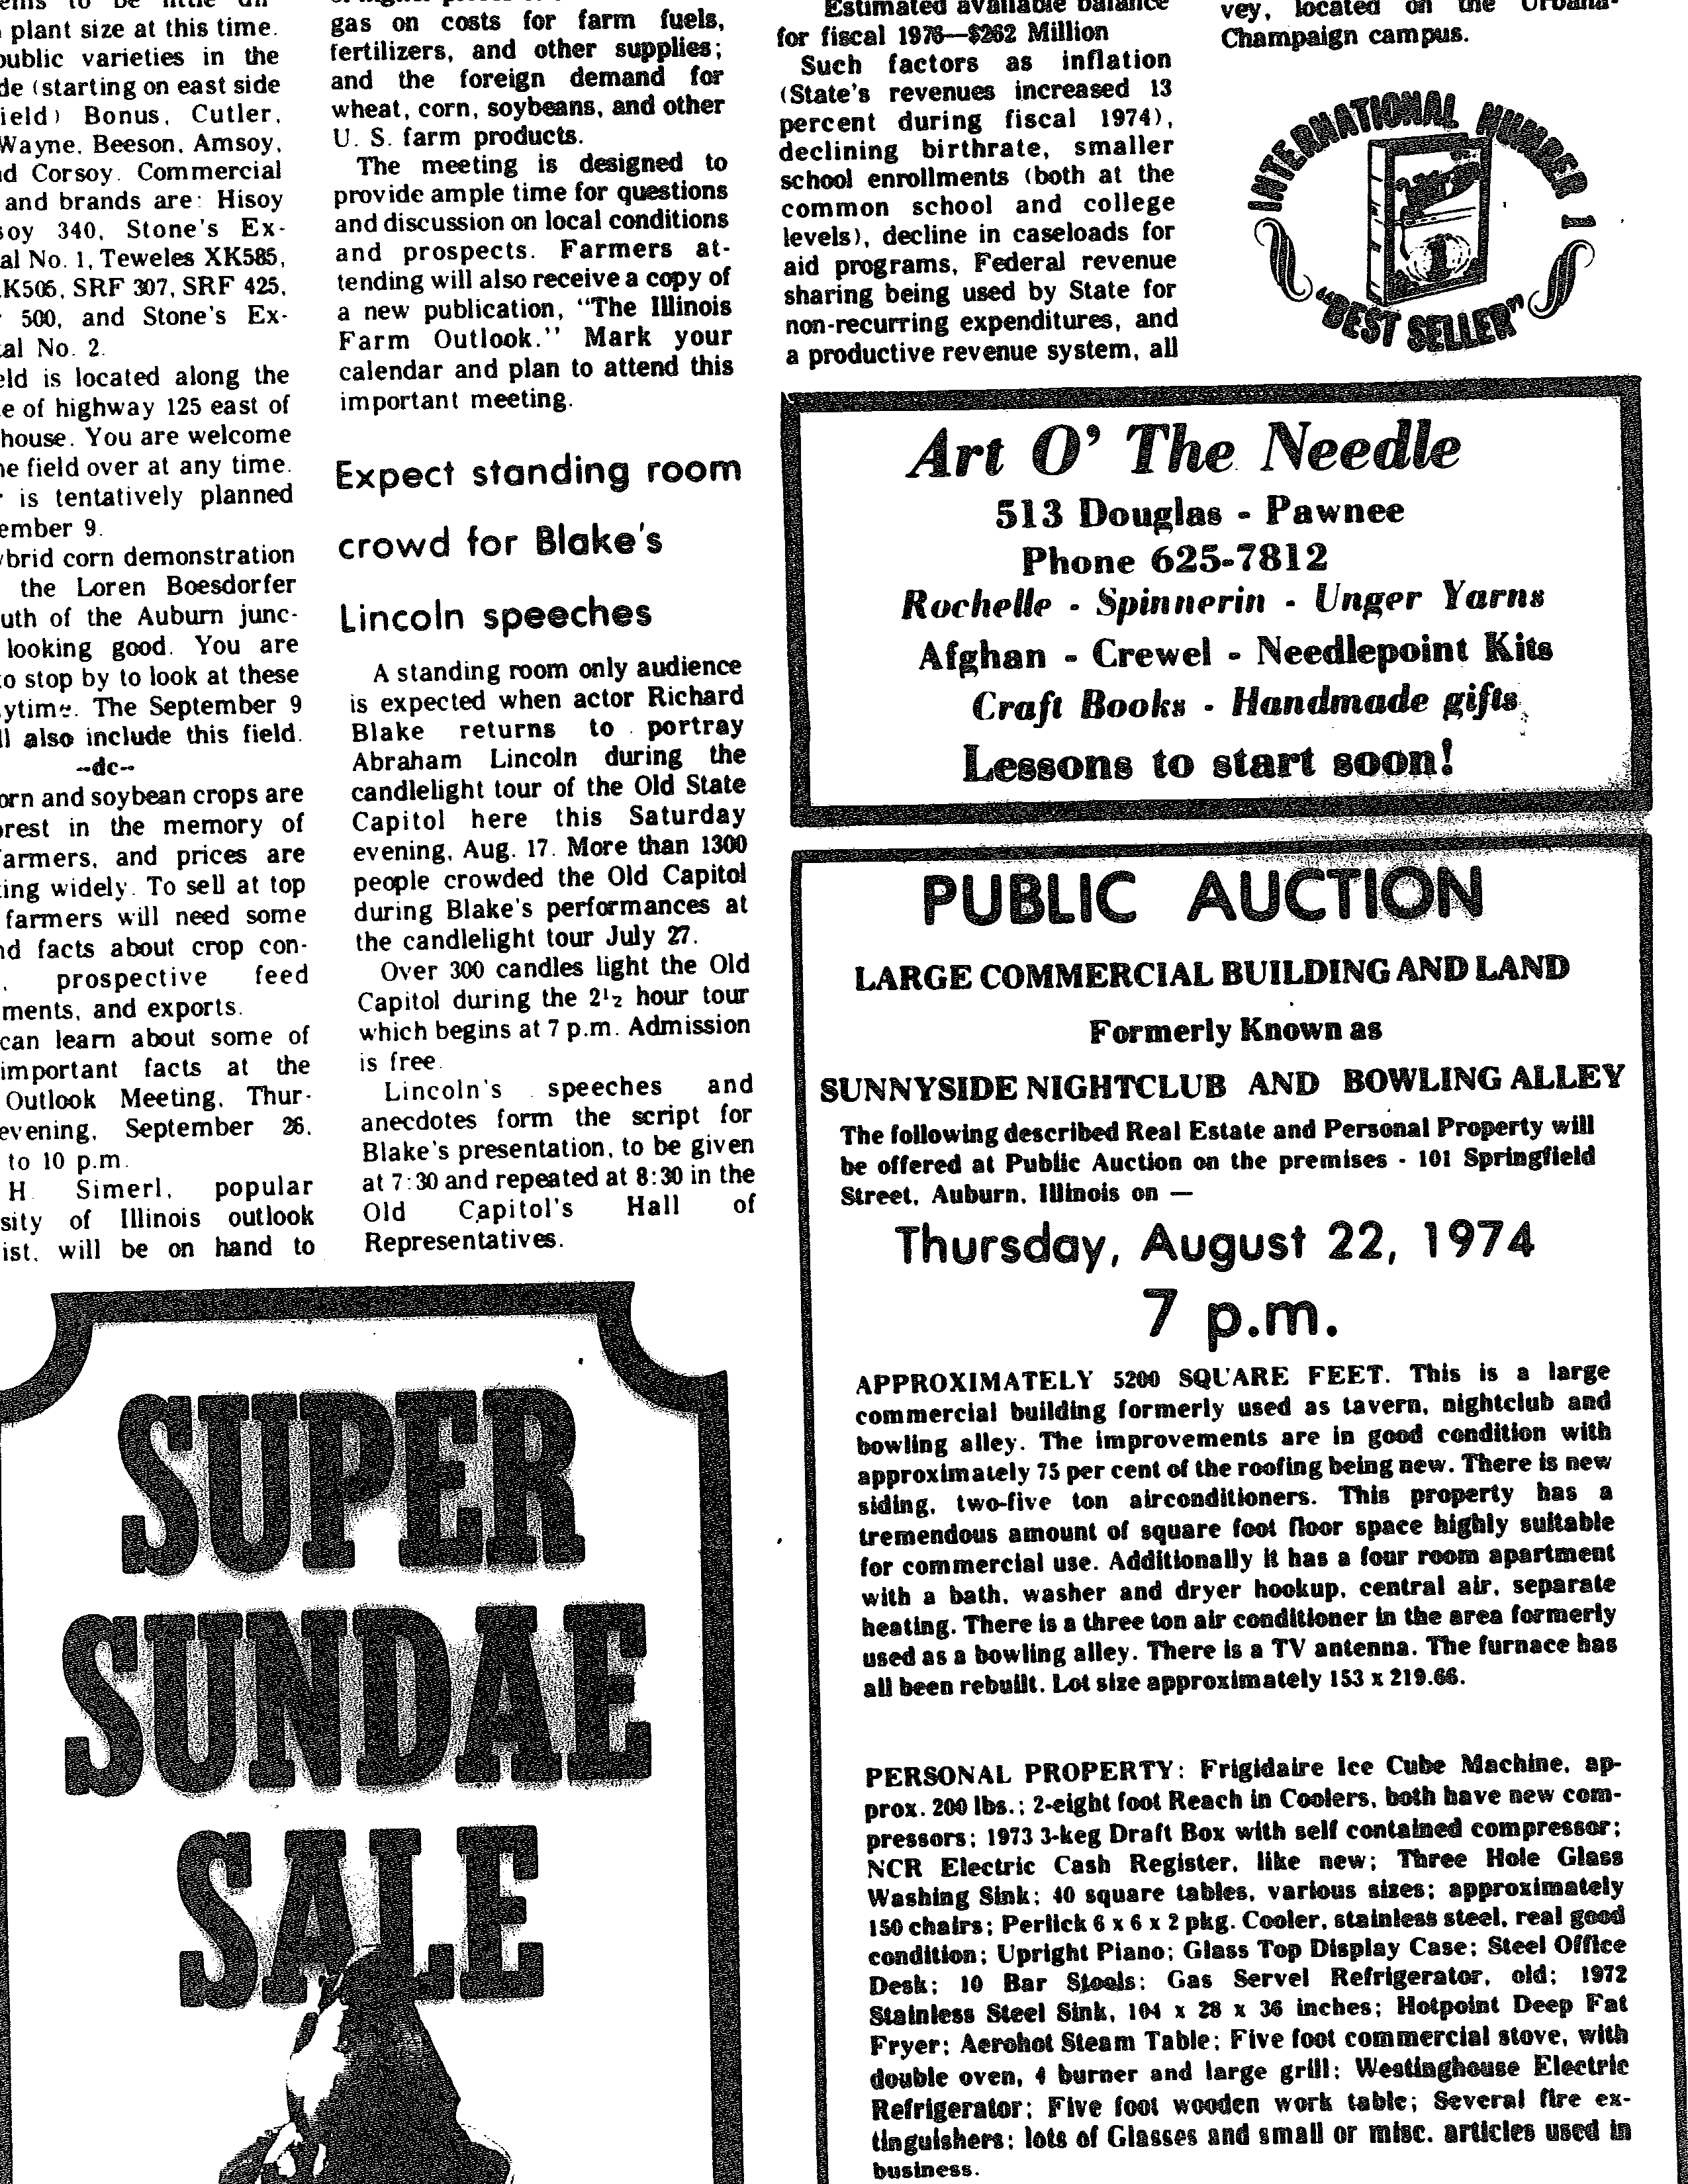 plant size at this time.
public varieties in the
(starting on east side
Bonus, Cutler,
Wayne, Beeson, Amsoy,
Corsoy. Commercial
and brands are: Hisoy
340, Stone's Ex-
No. 1, Teweles XK585,
SRF 307, SRF 425,
500, and Stone's Ex-
No. 2.
is located along the
of highway 125 east of
house. You are welcome
field over at any time.
is tentatively planned
9.
corn demonstration
the Loren Boesdorfer
of the Auburn junc-
looking good. You are
stop by to look at these
The September 9
also include this field.
--dc--
and soybean crops are
in the memory of
farmers, and prices are
widely. To sell at top
farmers will need some
facts about crop con-
prospective feed
and exports.
can learn about some of
important facts at the
Outlook Meeting, Thur-
evening, September 26,
to 10 p.m.
H. Simerl, popular
of Illinois outlook
will be on hand to
gas on costs for farm fuels,
fertilizers, and other supplies;
and the foreign demand for
wheat, corn, soybeans, and other
U. S. farm products.
The meeting is designed to
provide ample time for questions
and discussion on local conditions
and prospects. Farmers at-
tending will also receive a copy of
a new publication, "The Illinois
Farm Outlook." Mark your
calendar and plan to attend this
important meeting.
Expect standing room
crowd for Blake's
Lincoln speeches
A standing room only audience
is expected when actor Richard
Blake returns to portray
Abraham Lincoln during the
candlelight tour of the Old State
Capitol here this Saturday
evening, Aug. 17. More than 1300
people crowded the Old Capitol
during Blake's performances at
the candlelight tour July 27.
Over 300 candles light the Old
Capitol during the 2½ hour tour
which begins at 7 p.m. Admission
is free.
Lincoln's speeches and
anecdotes form the script for
Blake's presentation, to be given
at 7:30 and repeated at 8:30 in the
Old Capitol's Hall of
Representatives.
SUPER
SUNDAE
SALE
Estimated available balance
for fiscal 1976—$262 Million
Such factors as inflation
(State's revenues increased 13
percent during fiscal 1974),
declining birthrate, smaller
school enrollments (both at the
common school and college
levels), decline in caseloads for
aid programs, Federal revenue
sharing being used by State for
non-recurring expenditures, and
a productive revenue system, all
vey, located on the Urbana-
Champaign campus.
INTERNATIONAL NUMBER 1
"BEST SELLER"
Art O' The Needle
513 Douglas - Pawnee
Phone 625-7812
Rochelle - Spinnerin - Unger Yarns
Afghan - Crewel - Needlepoint Kits
Craft Books - Handmade gifts
Lessons to start soon!
PUBLIC AUCTION
LARGE COMMERCIAL BUILDING AND LAND
Formerly Known as
SUNNYSIDE NIGHTCLUB AND BOWLING ALLEY
The following described Real Estate and Personal Property will
be offered at Public Auction on the premises - 101 Springfield
Street, Auburn, Illinois on —
Thursday, August 22, 1974
7 p.m.
APPROXIMATELY 5200 SQUARE FEET. This is a large
commercial building formerly used as tavern, nightclub and
bowling alley. The improvements are in good condition with
approximately 75 per cent of the roofing being new. There is new
siding, two-five ton airconditioners. This property has a
tremendous amount of square foot floor space highly suitable
for commercial use. Additionally it has a four room apartment
with a bath, washer and dryer hookup, central air, separate
heating. There is a three ton air conditioner in the area formerly
used as a bowling alley. There is a TV antenna. The furnace has
all been rebuilt. Lot size approximately 153 x 219.66.
PERSONAL PROPERTY: Frigidaire Ice Cube Machine, ap-
prox. 200 lbs.; 2-eight foot Reach in Coolers, both have new com-
pressors; 1973 3-keg Draft Box with self contained compressor;
NCR Electric Cash Register, like new; Three Hole Glass
Washing Sink; 40 square tables, various sizes; approximately
150 chairs; Perlick 6 x 6 x 2 pkg. Cooler, stainless steel, real good
condition; Upright Piano; Glass Top Display Case; Steel Office
Desk; 10 Bar Stools; Gas Servel Refrigerator, old; 1972
Stainless Steel Sink, 104 x 28 x 36 inches; Hotpoint Deep Fat
Fryer; Aerohot Steam Table; Five foot commercial stove, with
double oven, 4 burner and large grill; Westinghouse Electric
Refrigerator; Five foot wooden work table; Several fire ex-
tinguishers; lots of Glasses and small or misc. articles used in
business.